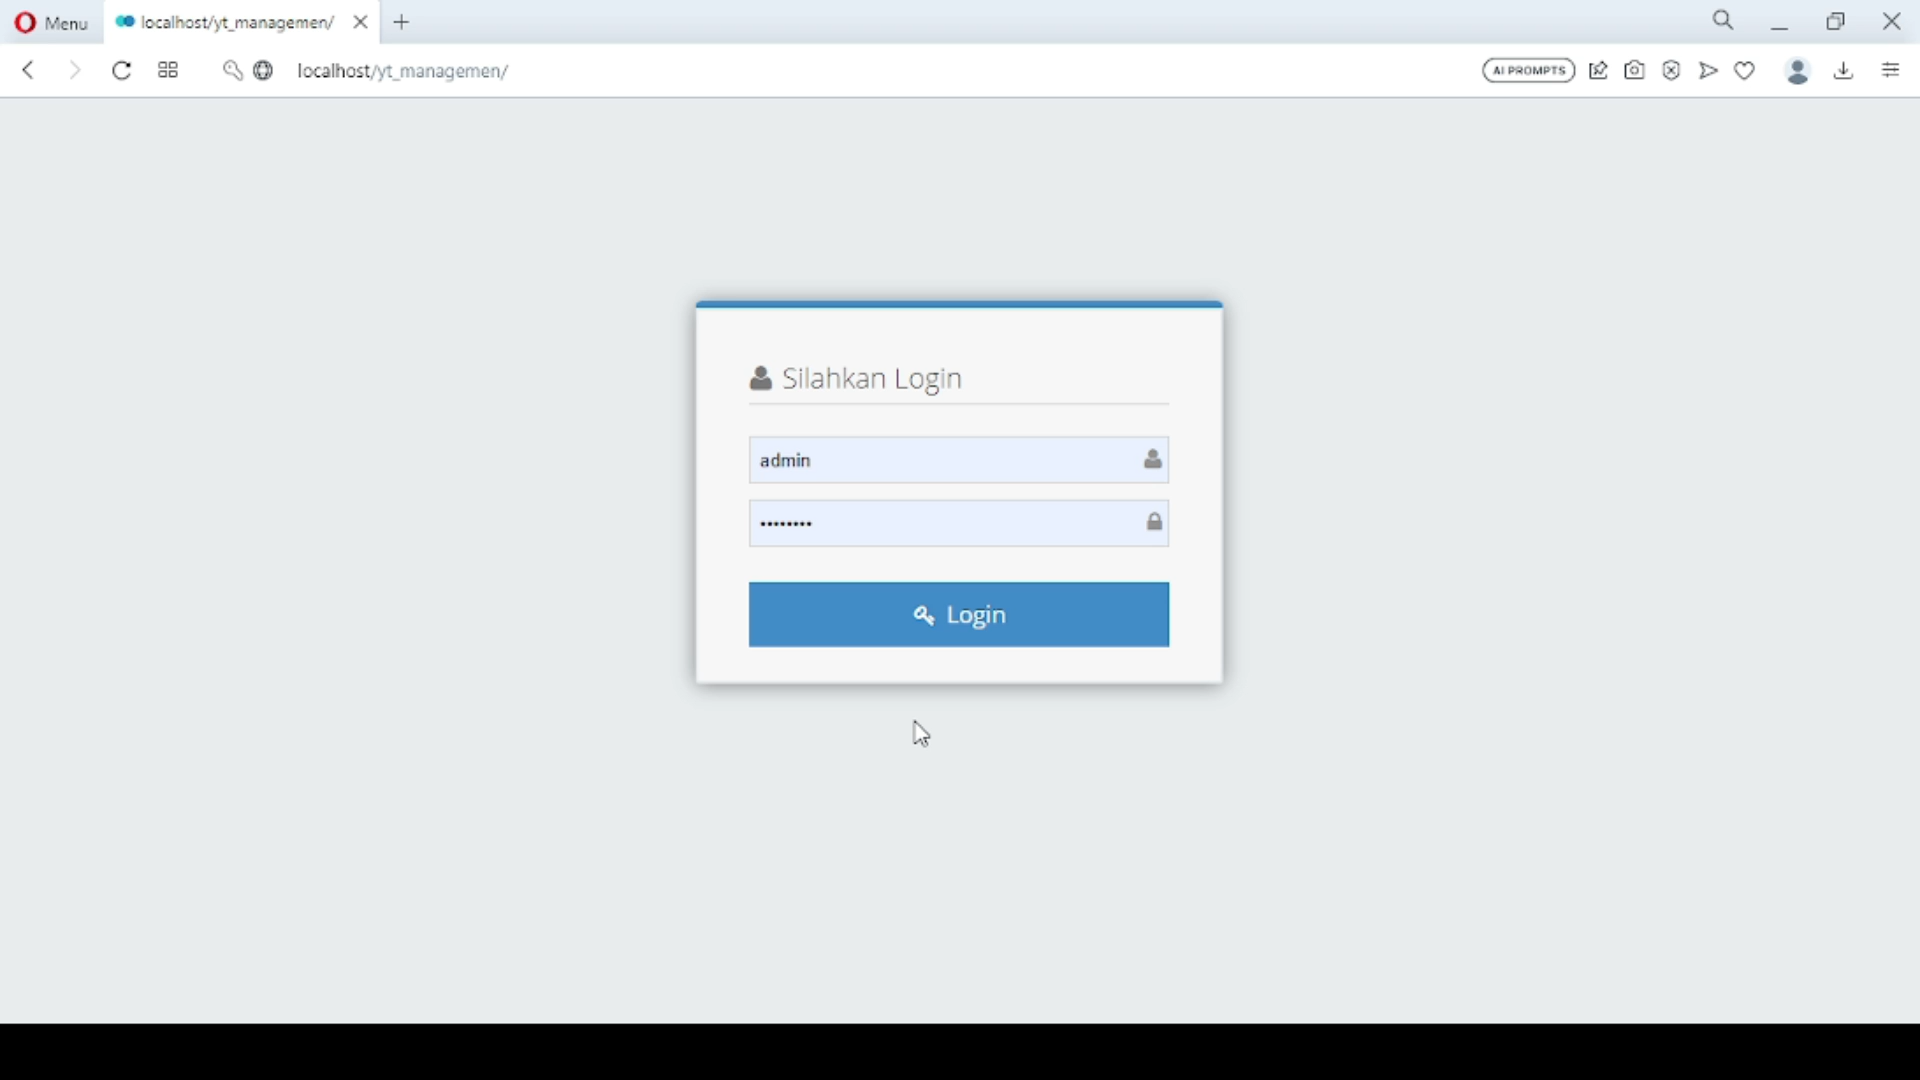 Menu
localhost/yt_managemen/
localhost/yt_managemen/
AI PROMPTS
Silahkan Login
admin
••••••••
Login